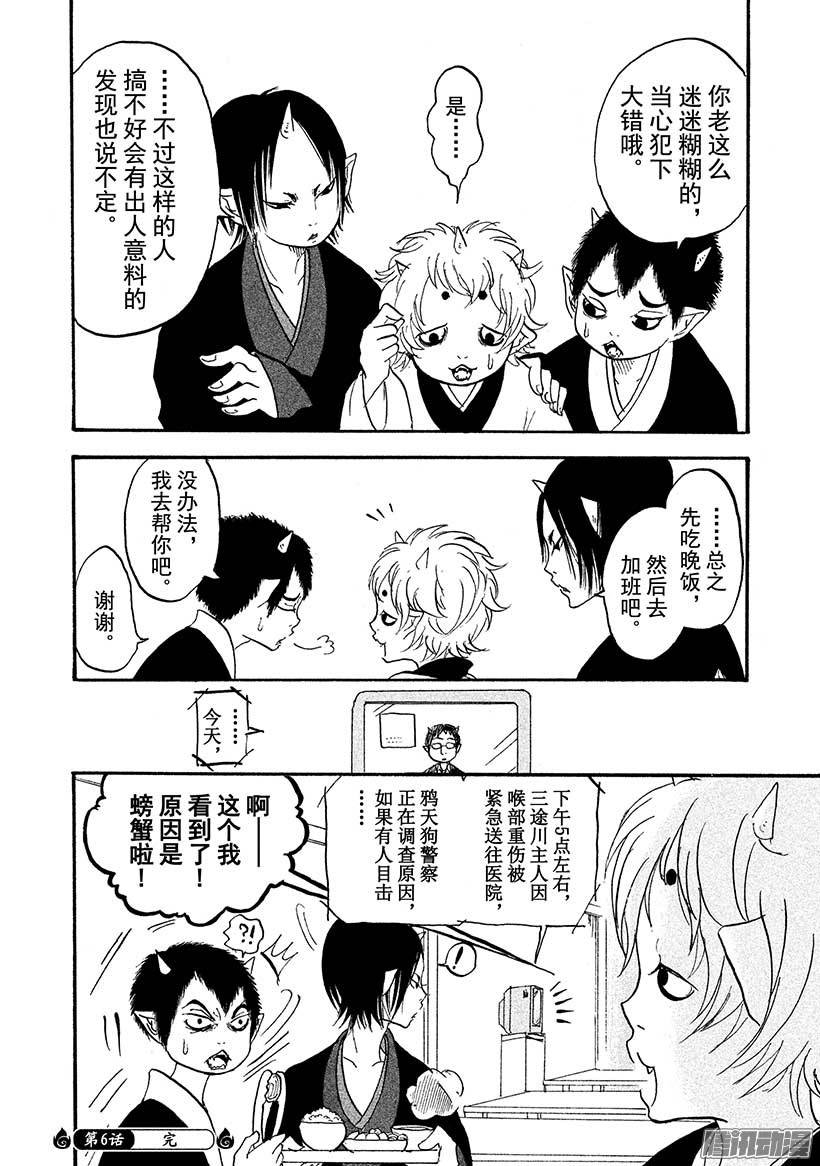 你老这么
迷迷糊糊的，
当心犯下
大错哦。
是……
……不过这样的人
搞不好会有出人意料的
发现也说不定。
……总之
先吃晚饭，
然后去
加班吧。
没办法，
我去帮你吧。
谢谢。
……
今天，
下午5点左右，
三途川主人因
喉部重伤被
紧急送往医院，
鸦天狗警察
正在调查原因，
如果有人目击
……
啊——
这个我
看到了！
原因是
螃蟹啦！
?!
!
第6话 完
腾讯动漫